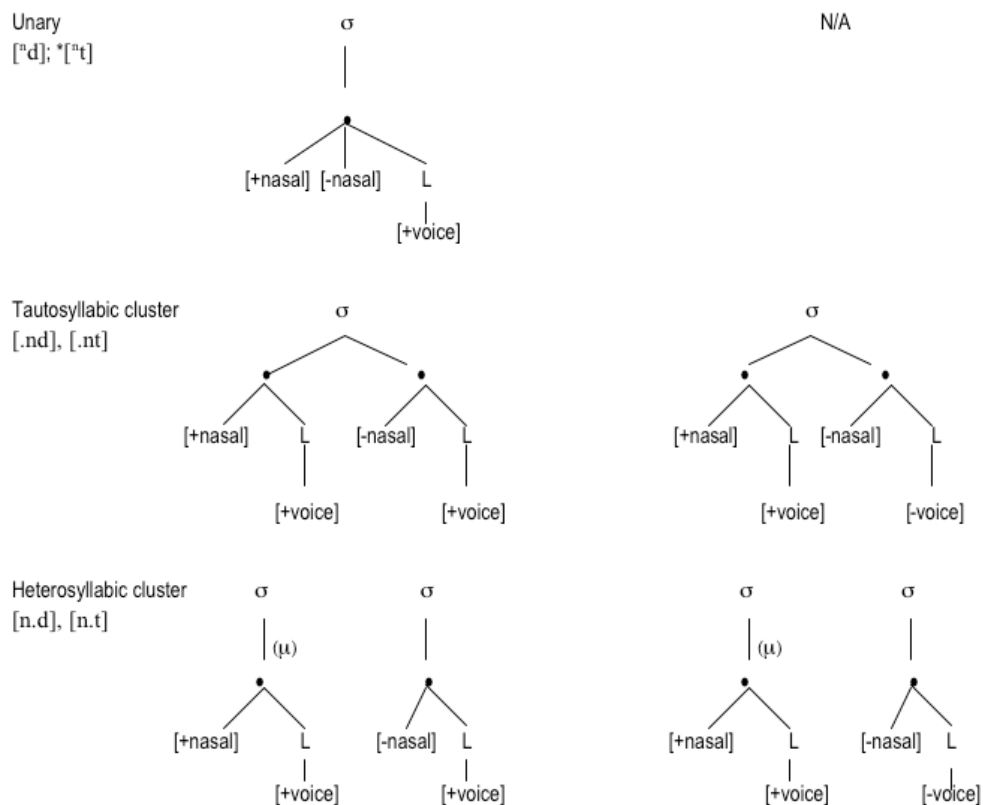 Unary σ N/A
[ⁿd]; *[ⁿt]
[+nasal] [-nasal] L
[+voice]
Tautosyllabic cluster σ σ
[.nd], [.nt]
[+nasal] L [-nasal] L [+nasal] L [-nasal] L
[+voice] [+voice] [+voice] [-voice]
Heterosyllabic cluster σ σ σ σ
[n.d], [n.t]
(μ) (μ)
[+nasal] L [-nasal] L [+nasal] L [-nasal] L
[+voice] [+voice] [+voice] [-voice]